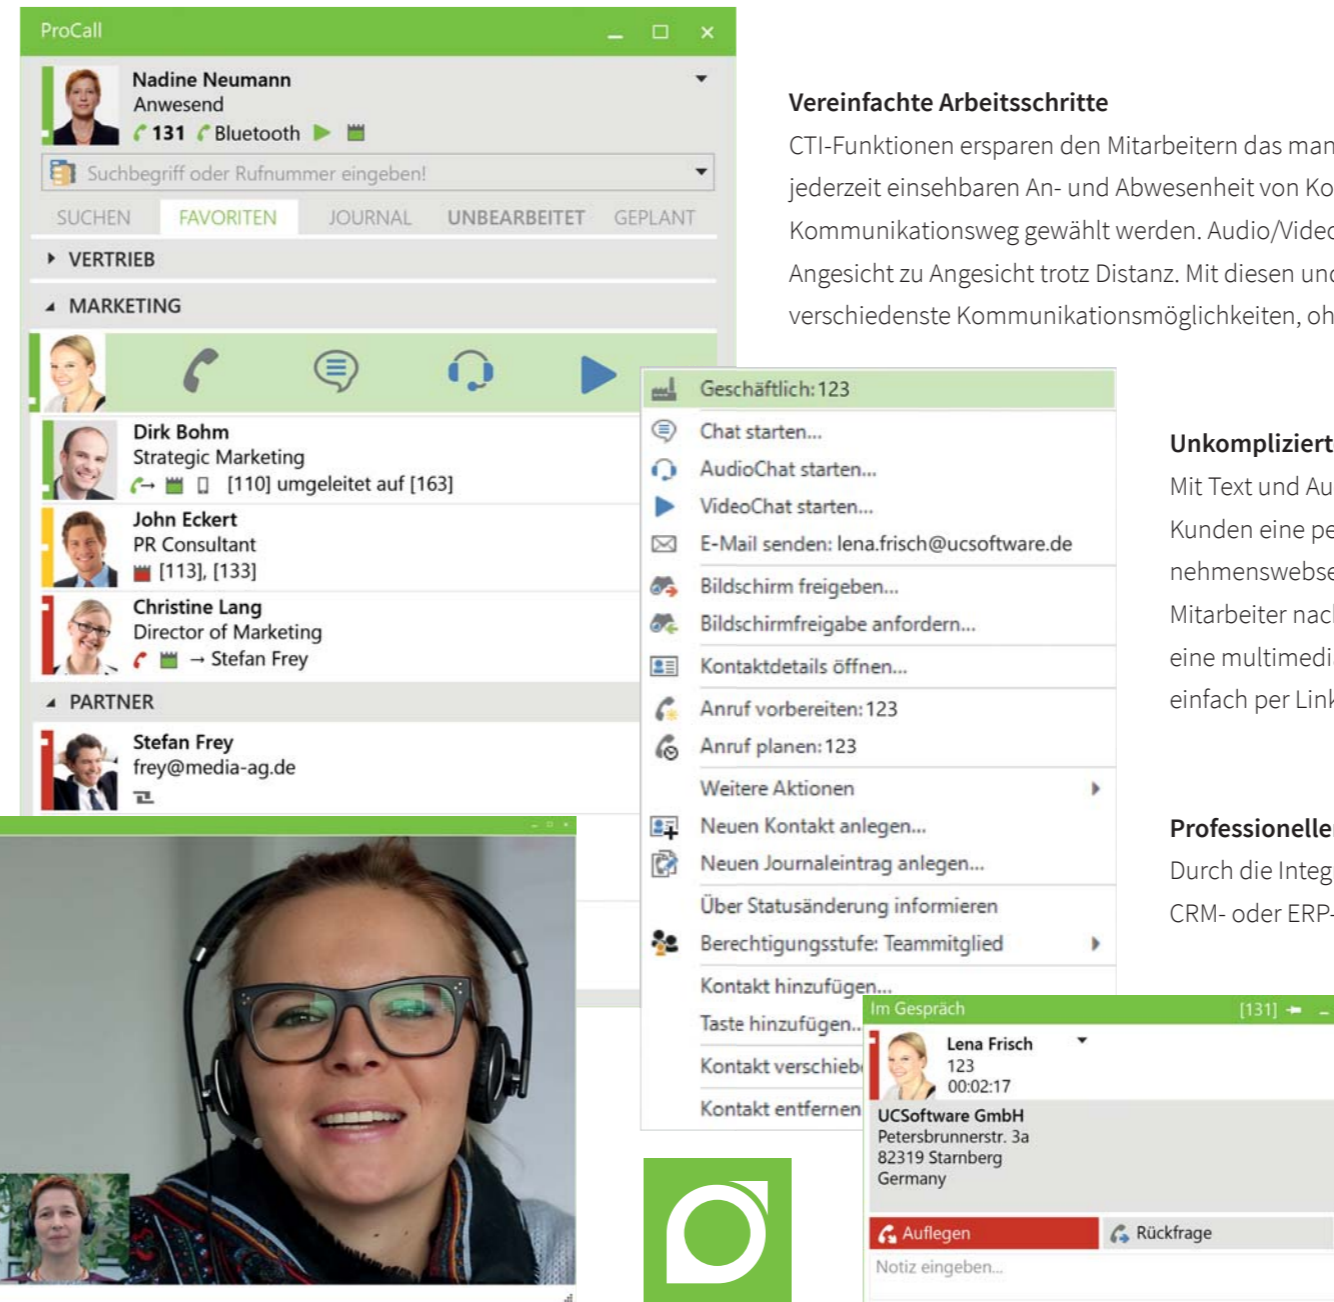 ProCall
Nadine Neumann
Anwesend
131 Bluetooth
Suchbegriff oder Rufnummer eingeben!
SUCHEN FAVORITEN JOURNAL UNBEARBEITET GEPLANT
VERTRIEB
MARKETING
Dirk Bohm
Strategic Marketing
[110] umgeleitet auf [163]
John Eckert
PR Consultant
[113], [133]
Christine Lang
Director of Marketing
→ Stefan Frey
PARTNER
Stefan Frey
frey@media-ag.de
Vereinfachte Arbeitsschritte
CTI-Funktionen ersparen den Mitarbeitern das man
jederzeit einsehbaren An- und Abwesenheit von Ko
Kommunikationsweg gewählt werden. Audio/Vide
Angesicht zu Angesicht trotz Distanz. Mit diesen un
verschiedenste Kommunikationsmöglichkeiten, oh
Geschäftlich: 123
Chat starten...
AudioChat starten...
VideoChat starten...
E-Mail senden: lena.frisch@ucsoftware.de
Bildschirm freigeben...
Bildschirmfreigabe anfordern...
Kontaktdetails öffnen...
Anruf vorbereiten: 123
Anruf planen: 123
Weitere Aktionen
Neuen Kontakt anlegen...
Neuen Journaleintrag anlegen...
Über Statusänderung informieren
Berechtigungsstufe: Teammitglied
Kontakt hinzufügen...
Taste hinzufügen..
Kontakt verschieb
Kontakt entfernen
Unkompliziert
Mit Text und Au
Kunden eine pe
nehmenswebse
Mitarbeiter nac
eine multimedi
einfach per Link
Professionelle
Durch die Integ
CRM- oder ERP-
Im Gespräch [131]
Lena Frisch
123
00:02:17
UCSoftware GmbH
Petersbrunnerstr. 3a
82319 Starnberg
Germany
Auflegen Rückfrage
Notiz eingeben...